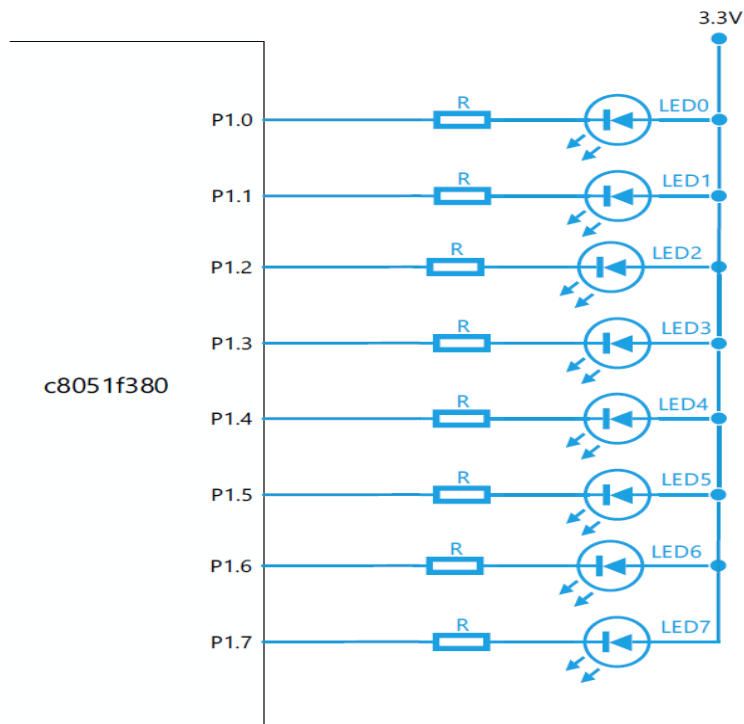 3.3V
P1.0 R LED0
P1.1 R LED1
P1.2 R LED2
P1.3 R LED3
c8051f380
P1.4 R LED4
P1.5 R LED5
P1.6 R LED6
P1.7 R LED7